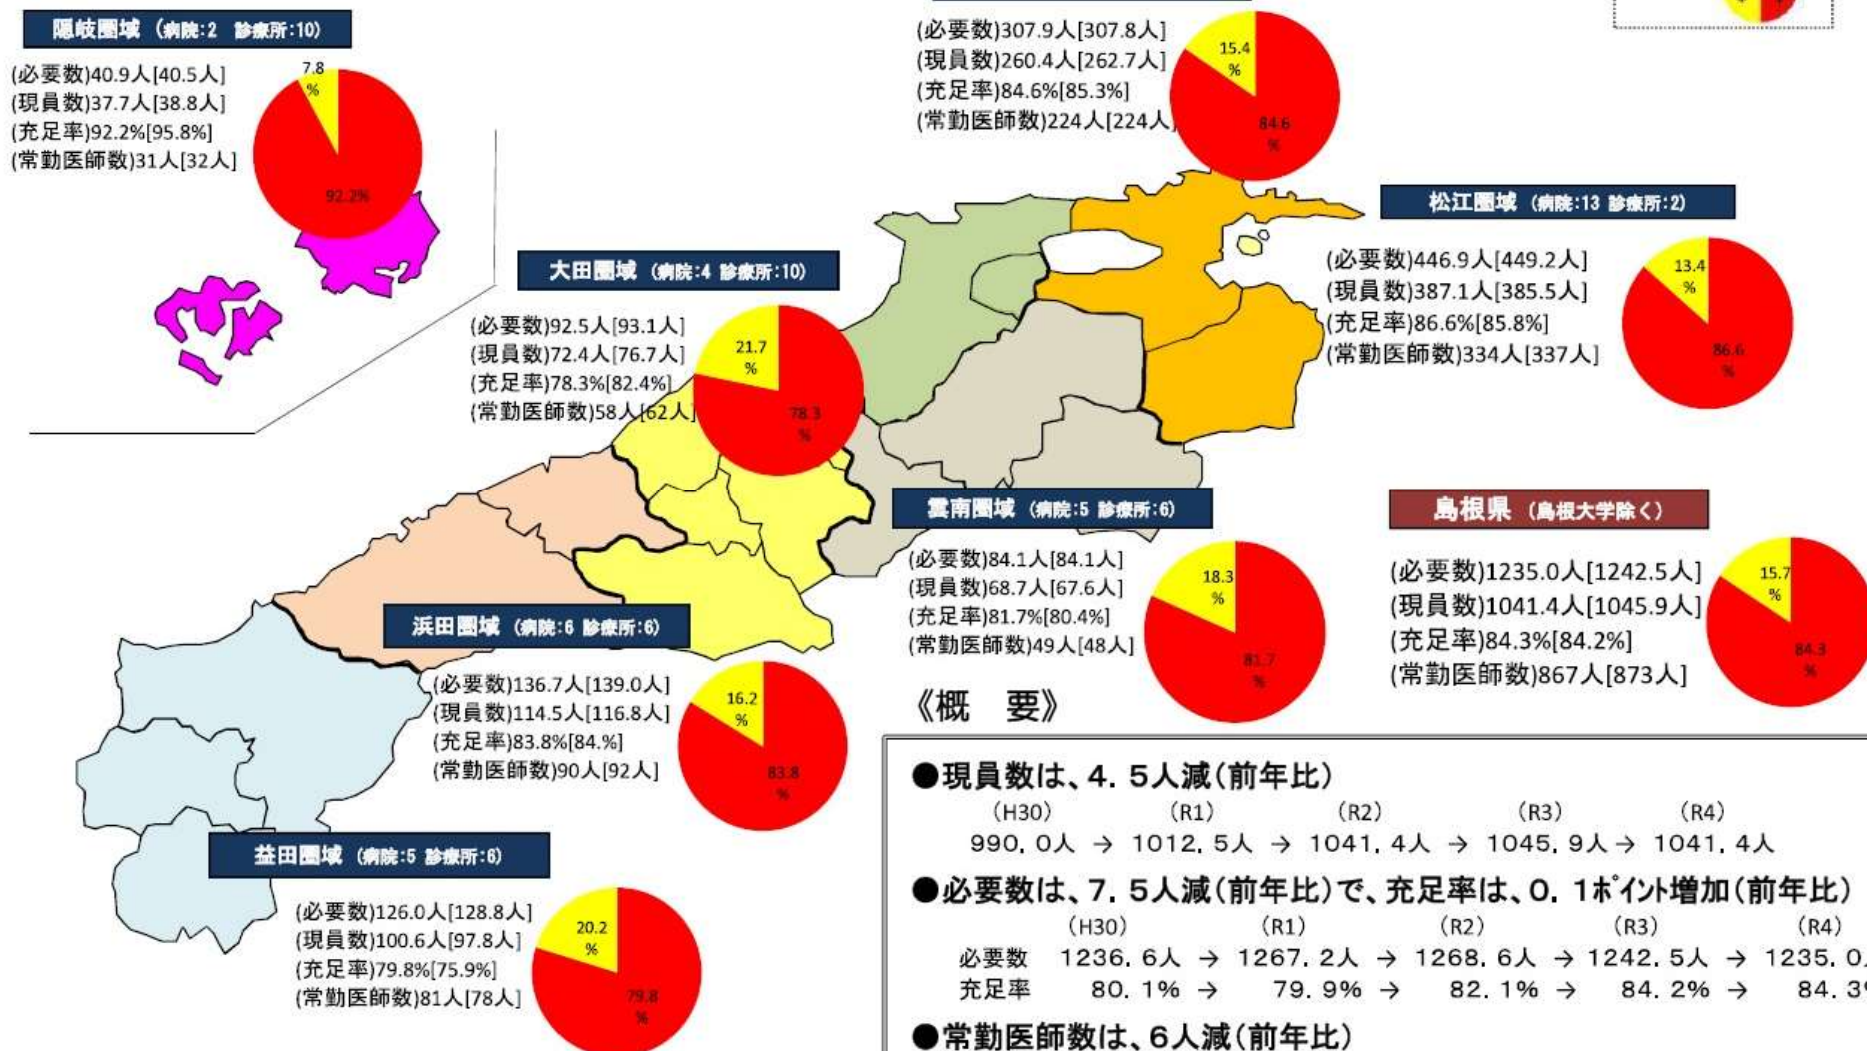 隠岐圏域 (病院:2 診療所:10)
(必要数)40.9人[40.5人]
(現員数)37.7人[38.8人]
(充足率)92.2%[95.8%]
(常勤医師数)31人[32人]
7.8
%
92.2%
(必要数)307.9人[307.8人]
(現員数)260.4人[262.7人]
(充足率)84.6%[85.3%]
(常勤医師数)224人[224人]
15.4
%
84.6
%
松江圏域 (病院:13 診療所:2)
(必要数)446.9人[449.2人]
(現員数)387.1人[385.5人]
(充足率)86.6%[85.8%]
(常勤医師数)334人[337人]
13.4
%
86.6
%
大田圏域 (病院:4 診療所:10)
(必要数)92.5人[93.1人]
(現員数)72.4人[76.7人]
(充足率)78.3%[82.4%]
(常勤医師数)58人[62人]
21.7
%
78.3
%
雲南圏域 (病院:5 診療所:6)
(必要数)84.1人[84.1人]
(現員数)68.7人[67.6人]
(充足率)81.7%[80.4%]
(常勤医師数)49人[48人]
18.3
%
81.7
%
島根県 (島根大学除く)
(必要数)1235.0人[1242.5人]
(現員数)1041.4人[1045.9人]
(充足率)84.3%[84.2%]
(常勤医師数)867人[873人]
15.7
%
84.3
%
浜田圏域 (病院:6 診療所:6)
(必要数)136.7人[139.0人]
(現員数)114.5人[116.8人]
(充足率)83.8%[84.%]
(常勤医師数)90人[92人]
16.2
%
83.8
%
益田圏域 (病院:5 診療所:6)
(必要数)126.0人[128.8人]
(現員数)100.6人[97.8人]
(充足率)79.8%[75.9%]
(常勤医師数)81人[78人]
20.2
%
79.8
%
《概 要》
●現員数は、4.5人減(前年比)
(H30) (R1) (R2) (R3) (R4)
990.0人 → 1012.5人 → 1041.4人 → 1045.9人→ 1041.4人
●必要数は、7.5人減(前年比)で、充足率は、0.1ポイント増加(前年比)
(H30) (R1) (R2) (R3) (R4)
必要数 1236.6人 → 1267.2人 → 1268.6人 → 1242.5人 → 1235.0人
充足率 80.1% → 79.9% → 82.1% → 84.2% → 84.3%
●常勤医師数は、6人減(前年比)